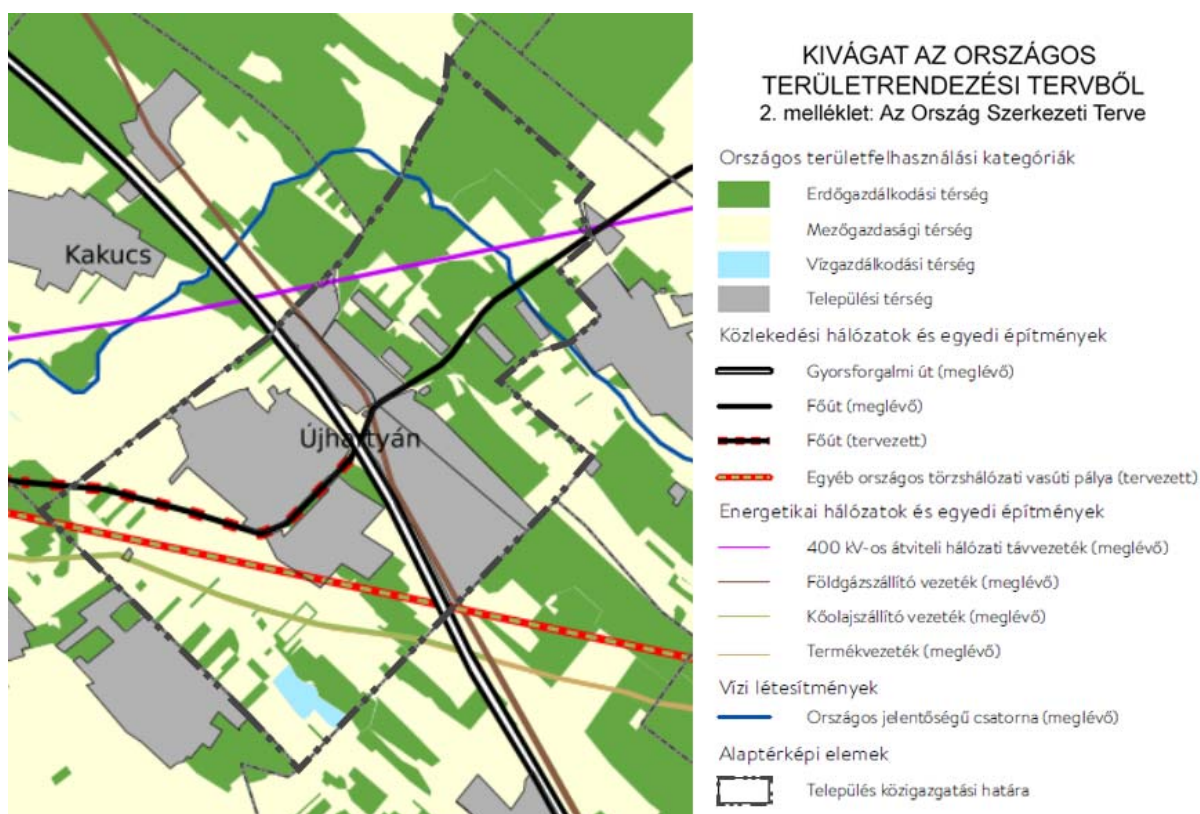 Kakucs
Újhartyán
KIVÁGAT AZ ORSZÁGOS
TERÜLETRENDEZÉSI TERVBŐL
2. melléklet: Az Ország Szerkezeti Terve
Országos területfelhasználási kategóriák
Erdőgazdálkodási térség
Mezőgazdasági térség
Vízgazdálkodási térség
Települési térség
Közlekedési hálózatok és egyedi építmények
Gyorsforgalmi út (meglévő)
Főút (meglévő)
Főút (tervezett)
Egyéb országos törzshálózati vasúti pálya (tervezett)
Energetikai hálózatok és egyedi építmények
400 kV-os átviteli hálózati távvezeték (meglévő)
Földgázszállító vezeték (meglévő)
Kőolajszállító vezeték (meglévő)
Termékvezeték (meglévő)
Vízi létesítmények
Országos jelentőségű csatorna (meglévő)
Alaptérképi elemek
Település közigazgatási határa